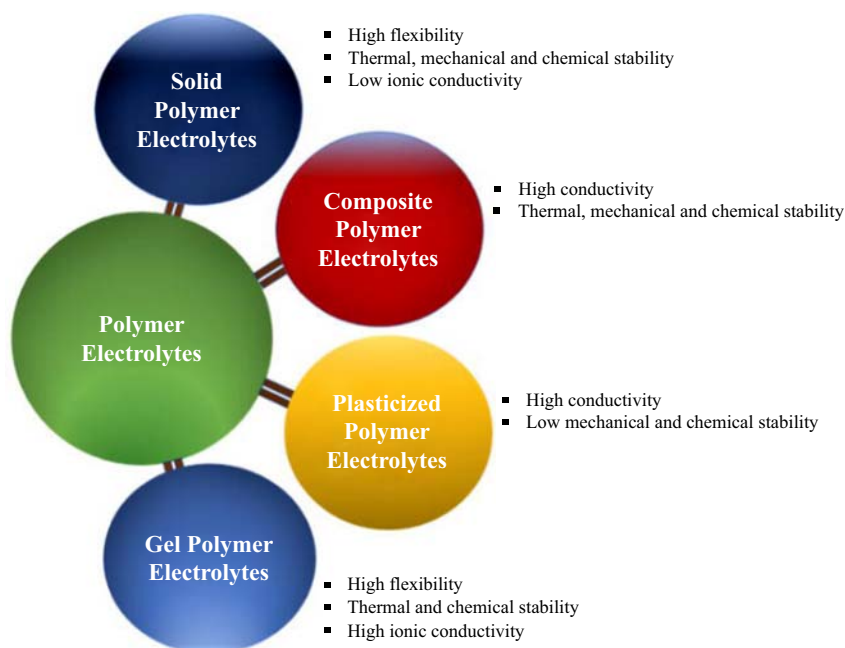 Solid
Polymer
Electrolytes
▪ High flexibility
▪ Thermal, mechanical and chemical stability
▪ Low ionic conductivity
Composite
Polymer
Electrolytes
▪ High conductivity
▪ Thermal, mechanical and chemical stability
Polymer
Electrolytes
Plasticized
Polymer
Electrolytes
▪ High conductivity
▪ Low mechanical and chemical stability
Gel Polymer
Electrolytes
▪ High flexibility
▪ Thermal and chemical stability
▪ High ionic conductivity